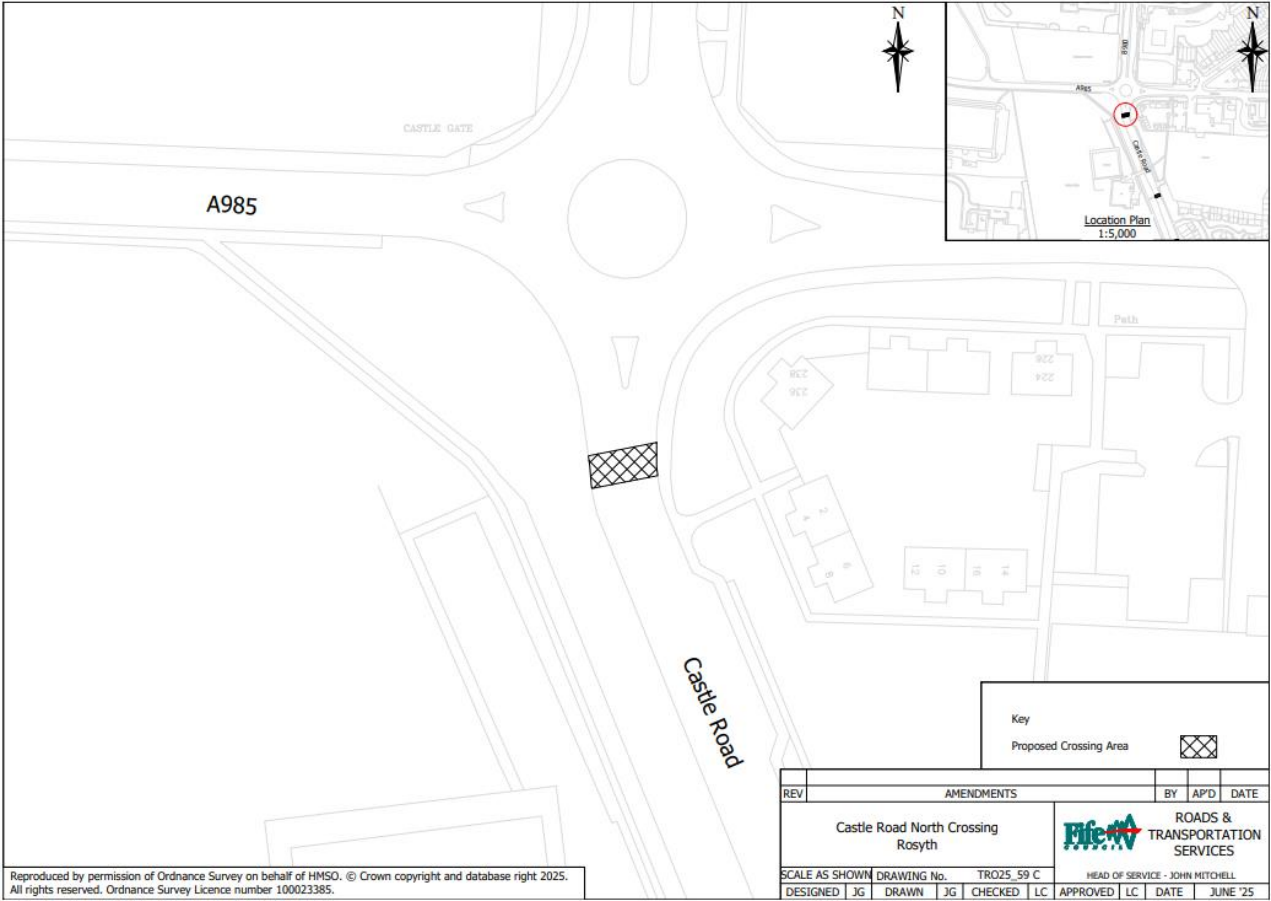 N
N
B980
A985
Castle Road
Location Plan
1:5,000
CASTLE GATE
A985
Path
238
236
226
224
2
4
6
8
12
10
16
14
Castle Road
Key
Proposed Crossing Area
REV AMENDMENTS BY AP'D DATE
Castle Road North Crossing
Rosyth
Fife
COUNCIL
ROADS &
TRANSPORTATION
SERVICES
SCALE AS SHOWN DRAWING No. TRO25_59 C
HEAD OF SERVICE - JOHN MITCHELL
DESIGNED JG DRAWN JG CHECKED LC APPROVED LC DATE JUNE '25
Reproduced by permission of Ordnance Survey on behalf of HMSO. © Crown copyright and database right 2025.
All rights reserved. Ordnance Survey Licence number 100023385.